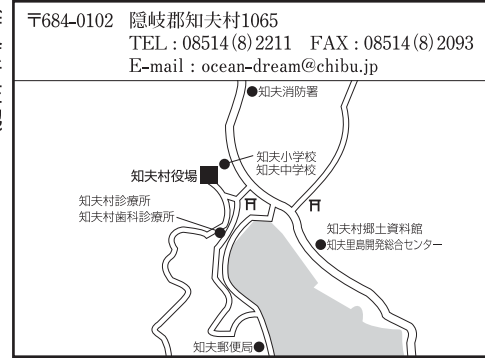 〒684-0102 隠岐郡知夫村1065
TEL：08514(8)2211 FAX：08514(8)2093
E-mail：ocean-dream@chibu.jp
知夫消防署
知夫小学校
知夫中学校
知夫村役場
知夫村診療所
知夫村歯科診療所
知夫村郷土資料館
知夫里島開発総合センター
知夫郵便局